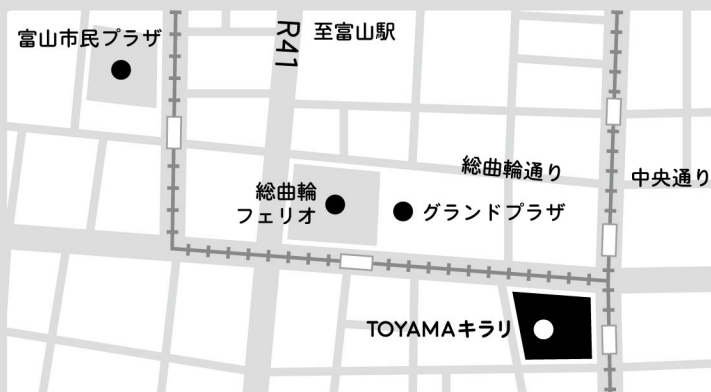 富山市民プラザ
R41
至富山駅
総曲輪通り
中央通り
総曲輪
フェリオ
グランドプラザ
TOYAMAキラリ